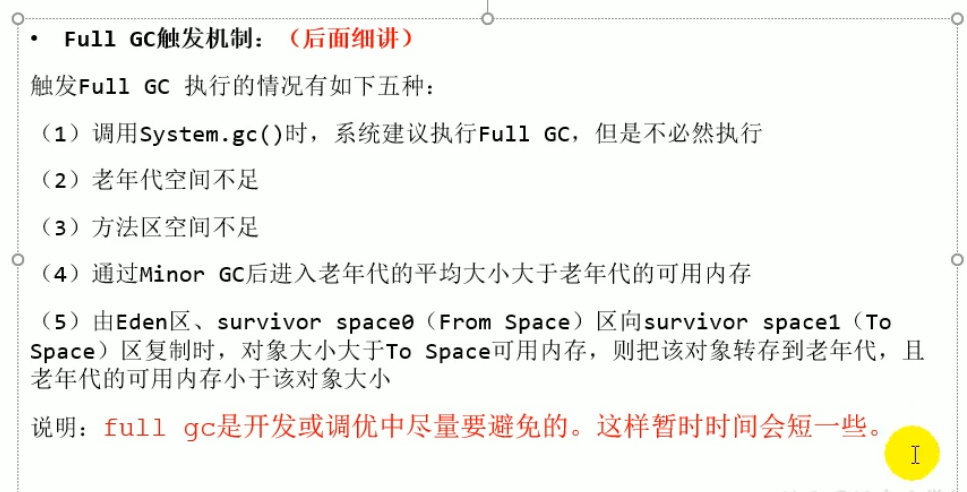 • Full GC触发机制：（后面细讲）
触发Full GC 执行的情况有如下五种：
（1）调用System.gc()时，系统建议执行Full GC，但是不必然执行
（2）老年代空间不足
（3）方法区空间不足
（4）通过Minor GC后进入老年代的平均大小大于老年代的可用内存
（5）由Eden区、survivor space0（From Space）区向survivor space1（To
Space）区复制时，对象大小大于To Space可用内存，则把该对象转存到老年代，且
老年代的可用内存小于该对象大小
说明：full gc是开发或调优中尽量要避免的。这样暂时时间会短一些。